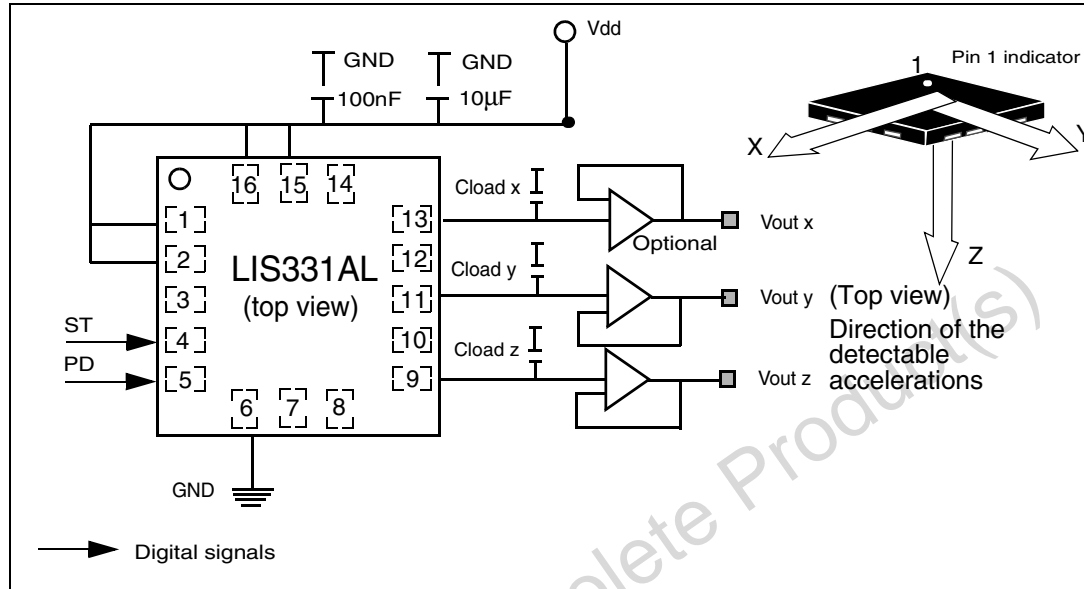 Vdd
GND
GND
100nF
10µF
1
Pin 1 indicator
X
Y
Z
(Top view)
Direction of the
detectable
accelerations
16
15
14
1
2
3
4
5
6
7
8
13
12
11
10
9
LIS331AL
(top view)
ST
PD
Cload x
Cload y
Cload z
Optional
Vout x
Vout y
Vout z
GND
Digital signals
olete Product(s)